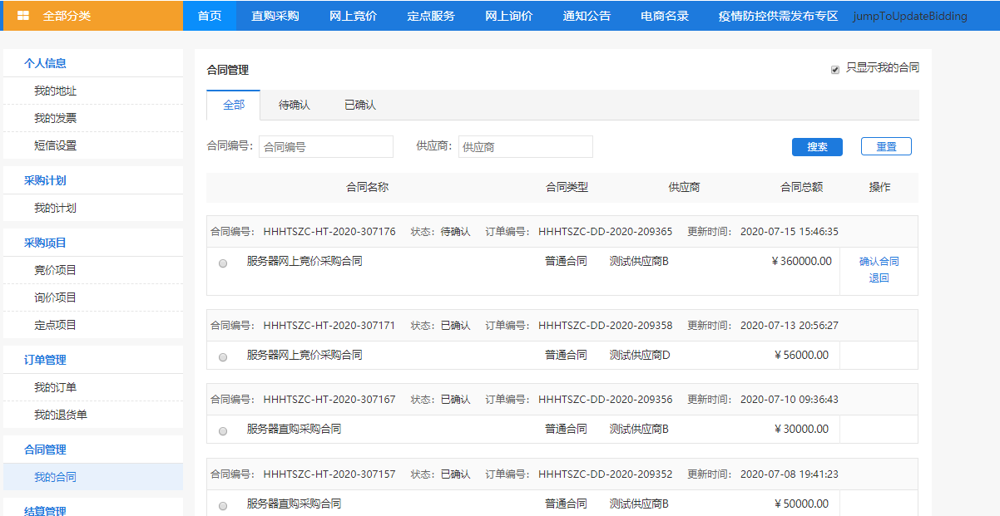 全部分类 首页 直购采购 网上竞价 定点服务 网上询价 通知公告 电商名录 疫情防控供需发布专区 jumpToUpdateBidding
个人信息
我的地址
我的发票
短信设置
采购计划
我的计划
采购项目
竞价项目
询价项目
定点项目
订单管理
我的订单
我的退货单
合同管理
我的合同
结算管理
合同管理 只显示我的合同
全部 待确认 已确认
合同编号: 合同编号 供应商: 供应商 搜索 重置
合同名称 合同类型 供应商 合同总额 操作
合同编号: HHHTSZC-HT-2020-307176 状态: 待确认 订单编号: HHHTSZC-DD-2020-209365 更新时间: 2020-07-15 15:46:35
服务器网上竞价采购合同 普通合同 测试供应商B ¥360000.00 确认合同
退回
合同编号: HHHTSZC-HT-2020-307171 状态: 已确认 订单编号: HHHTSZC-DD-2020-209358 更新时间: 2020-07-13 20:56:27
服务器网上竞价采购合同 普通合同 测试供应商D ¥56000.00
合同编号: HHHTSZC-HT-2020-307167 状态: 已确认 订单编号: HHHTSZC-DD-2020-209356 更新时间: 2020-07-10 09:36:43
服务器直购采购合同 普通合同 测试供应商B ¥30000.00
合同编号: HHHTSZC-HT-2020-307157 状态: 已确认 订单编号: HHHTSZC-DD-2020-209352 更新时间: 2020-07-08 19:41:23
服务器直购采购合同 普通合同 测试供应商B ¥50000.00